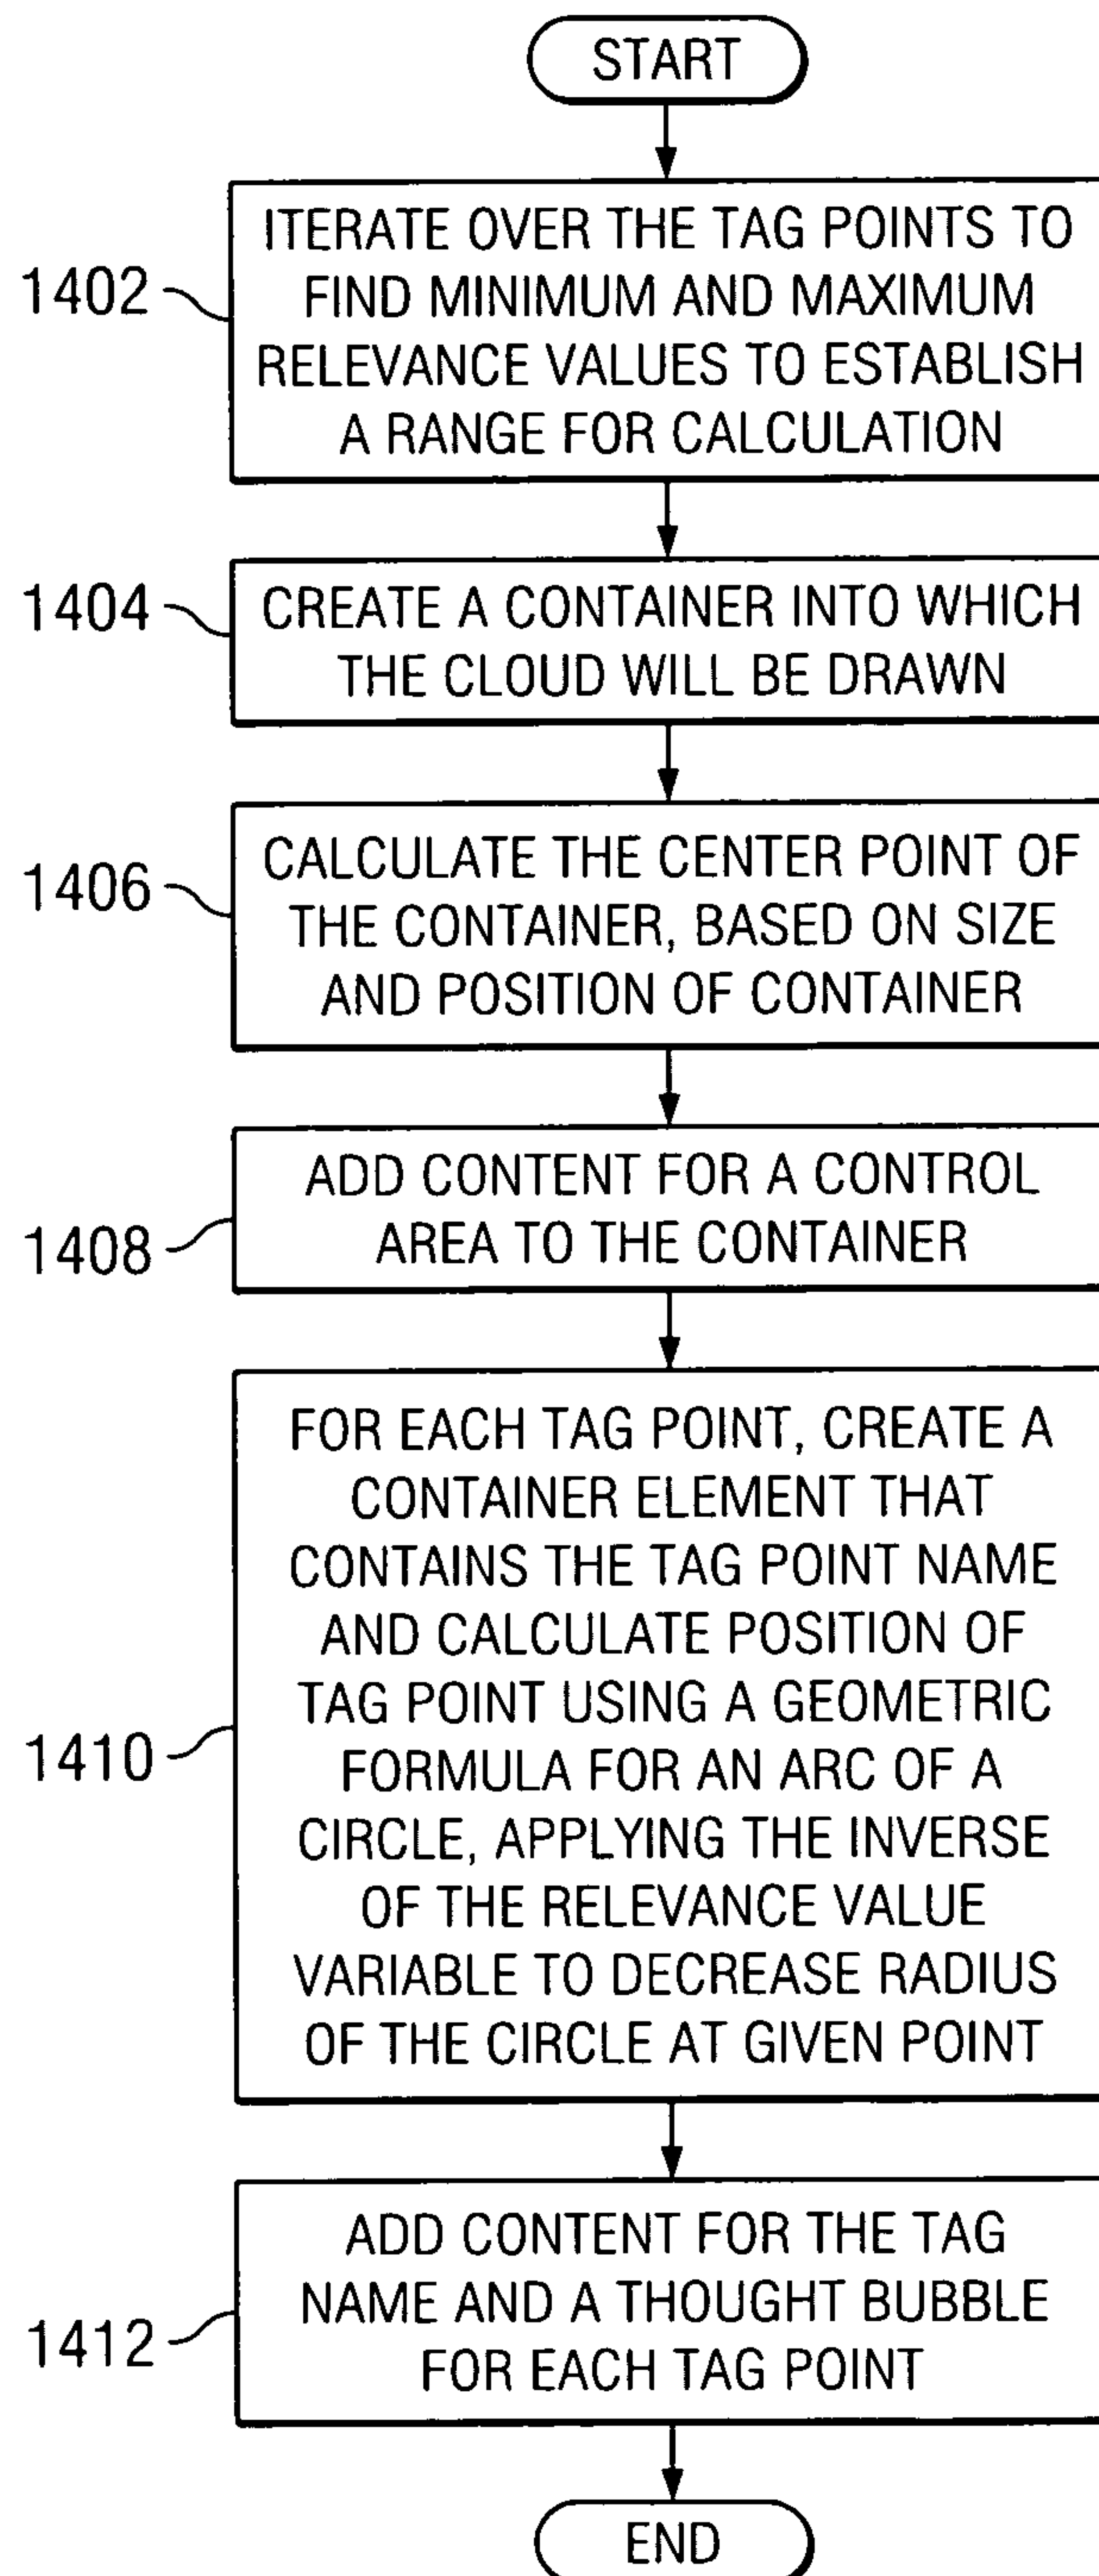 START
1402
ITERATE OVER THE TAG POINTS TO
FIND MINIMUM AND MAXIMUM
RELEVANCE VALUES TO ESTABLISH
A RANGE FOR CALCULATION
1404
CREATE A CONTAINER INTO WHICH
THE CLOUD WILL BE DRAWN
1406
CALCULATE THE CENTER POINT OF
THE CONTAINER, BASED ON SIZE
AND POSITION OF CONTAINER
1408
ADD CONTENT FOR A CONTROL
AREA TO THE CONTAINER
1410
FOR EACH TAG POINT, CREATE A
CONTAINER ELEMENT THAT
CONTAINS THE TAG POINT NAME
AND CALCULATE POSITION OF
TAG POINT USING A GEOMETRIC
FORMULA FOR AN ARC OF A
CIRCLE, APPLYING THE INVERSE
OF THE RELEVANCE VALUE
VARIABLE TO DECREASE RADIUS
OF THE CIRCLE AT GIVEN POINT
1412
ADD CONTENT FOR THE TAG
NAME AND A THOUGHT BUBBLE
FOR EACH TAG POINT
END